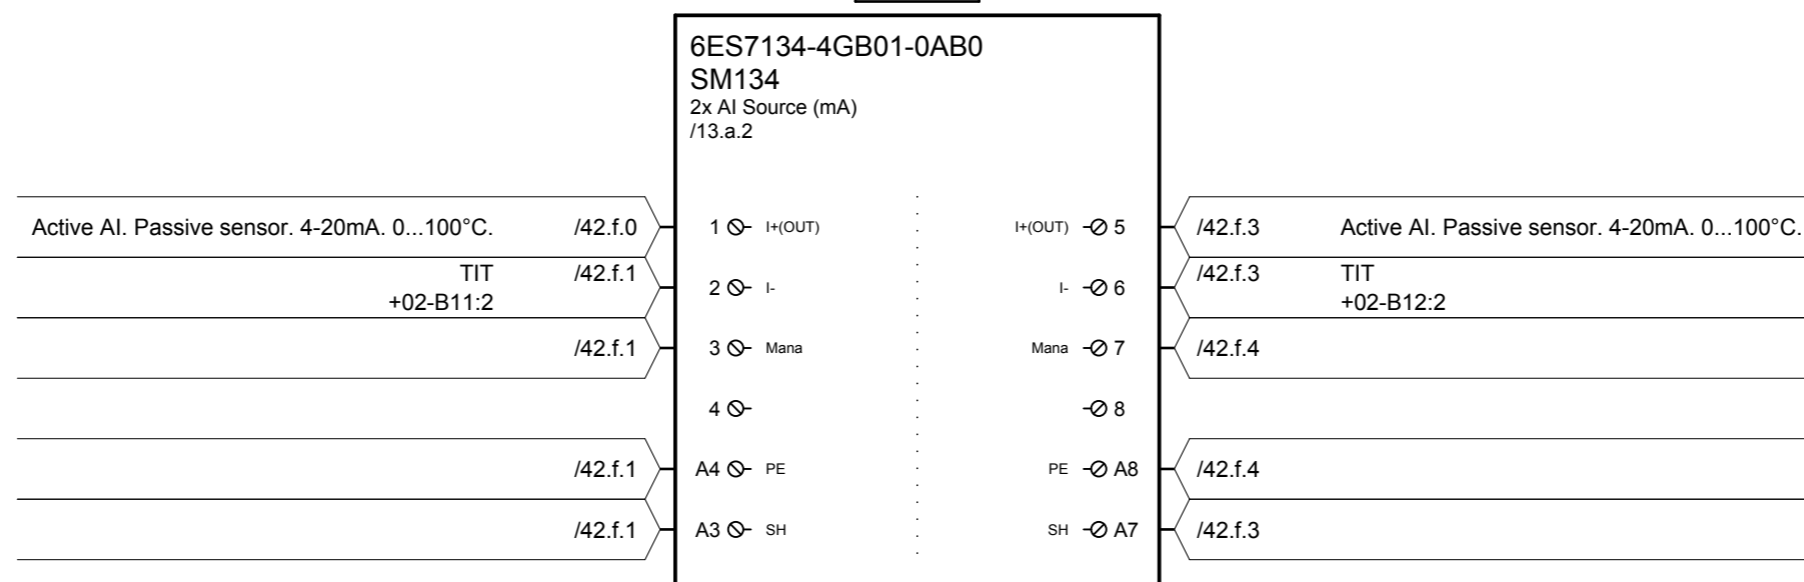 6ES7134-4GB01-0AB0
SM134
2x AI Source (mA)
/13.a.2
Active AI. Passive sensor. 4-20mA. 0...100°C. /42.f.0 1 I+(OUT) I+(OUT) 5 /42.f.3 Active AI. Passive sensor. 4-20mA. 0...100°C.
TIT /42.f.1 2 I- I- 6 /42.f.3 TIT
+02-B11:2 +02-B12:2
/42.f.1 3 Mana Mana 7 /42.f.4
4 8
/42.f.1 A4 PE PE A8 /42.f.4
/42.f.1 A3 SH SH A7 /42.f.3